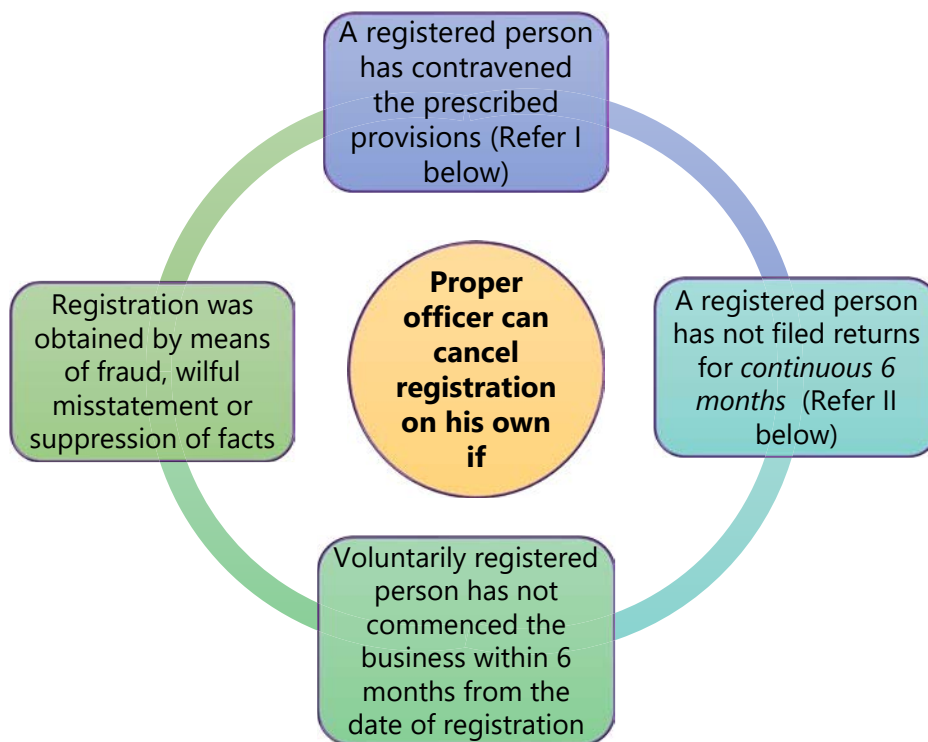 A registered person
has contravened
the prescribed
provisions (Refer I
below)
Registration was
obtained by means
of fraud, wilful
misstatement or
suppression of facts
Proper
officer can
cancel
registration
on his own
if
A registered person
has not filed returns
for continuous 6
months (Refer II
below)
Voluntarily registered
person has not
commenced the
business within 6
months from the
date of registration